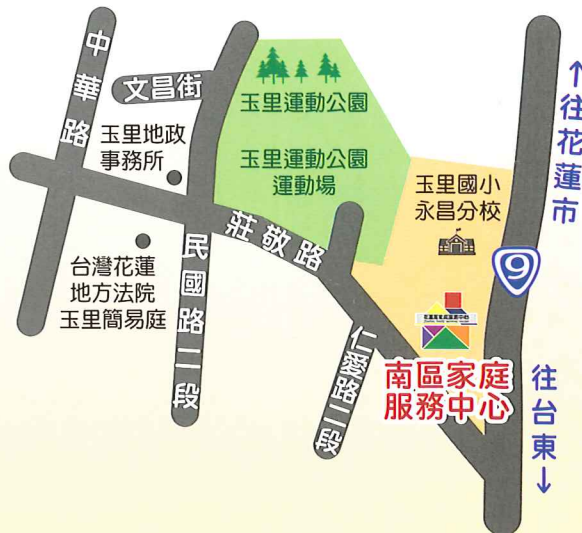 中華路
文昌街
玉里地政
事務所
玉里運動公園
玉里運動公園
運動場
玉里國小
永昌分校
↑往花蓮市
9
莊敬路
台灣花蓮
地方法院
玉里簡易庭
民國路二段
仁愛路二段
南區家庭
服務中心
往台東↓